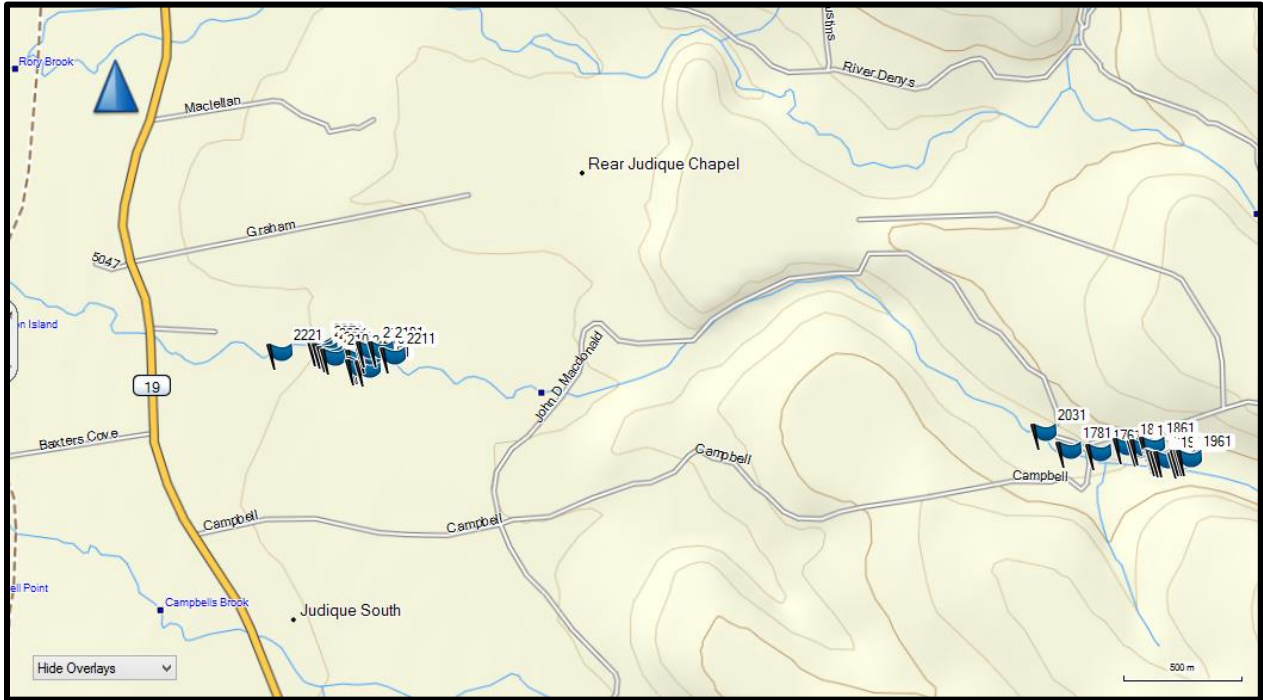 ustins
Rory Brook
River Denys
Maclellan
Rear Judique Chapel
Graham
5047
n Island
2221
2211
19
John D Macdonald
2031
Baxters Cove
1781
1861
1961
Campbell
Campbell
Campbell
Campbell
ell Point
Campbells Brook
Judique South
Hide Overlays
500 m